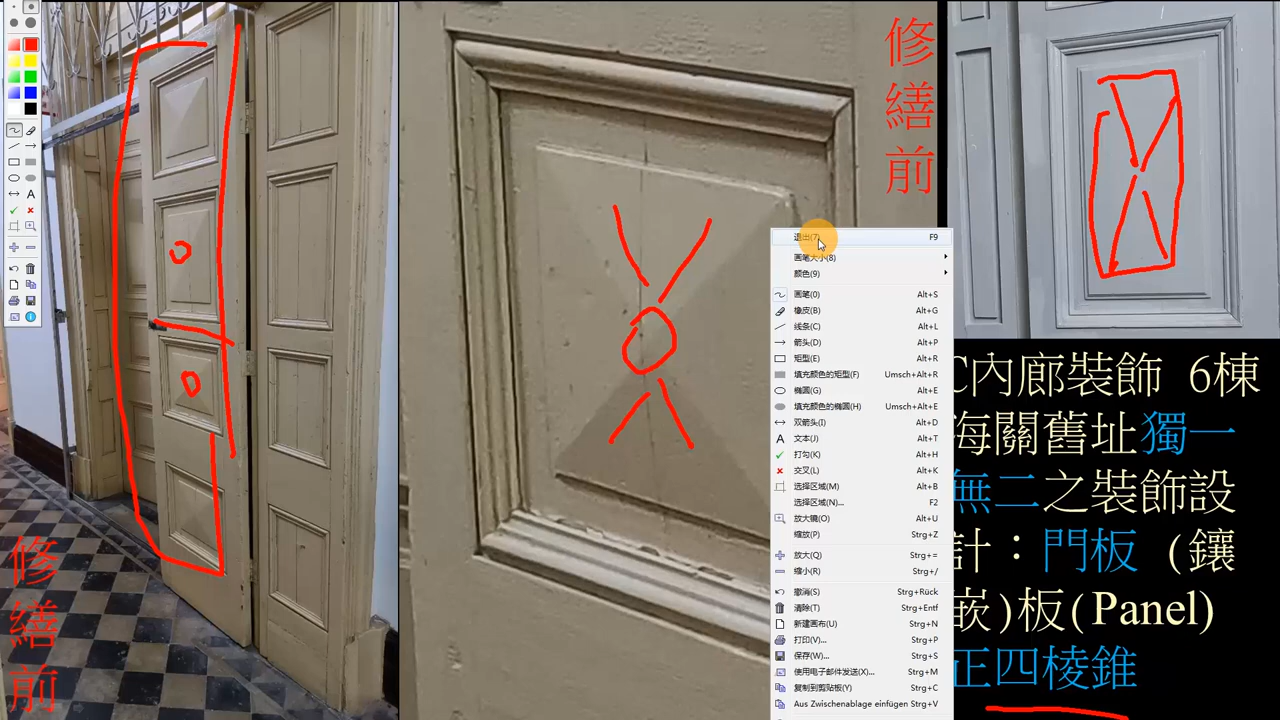 修
繕
前
修
繕
前
退出(7) F9
画笔大小(8)
颜色(9)
画笔(0) Alt+S
橡皮(B) Alt+G
线条(C) Alt+L
箭头(D) Alt+P
矩型(E) Alt+R
填充颜色的矩型(F) Umsch+Alt+R
椭圆(G) Alt+E
填充颜色的椭圆(H) Umsch+Alt+E
双箭头(I) Alt+D
文本(J) Alt+T
打勾(K) Alt+H
交叉(L) Alt+K
选择区域(M) Alt+B
选择区域(N)... F2
放大镜(O) Alt+U
缩放(P) Strg+Z
放大(Q) Strg+=
缩小(R) Strg+/
撤消(S) Strg+Rück
清除(T) Strg+Entf
新建画布(U) Strg+N
打印(V)... Strg+P
保存(W)... Strg+S
使用电子邮件发送(X)... Strg+M
复制到剪贴板(Y) Strg+C
Aus Zwischenablage einfügen Strg+V
C內廊裝飾 6棟
海關舊址獨一
無二之裝飾設
計：門板 (鑲
嵌)板(Panel)
正四棱錐